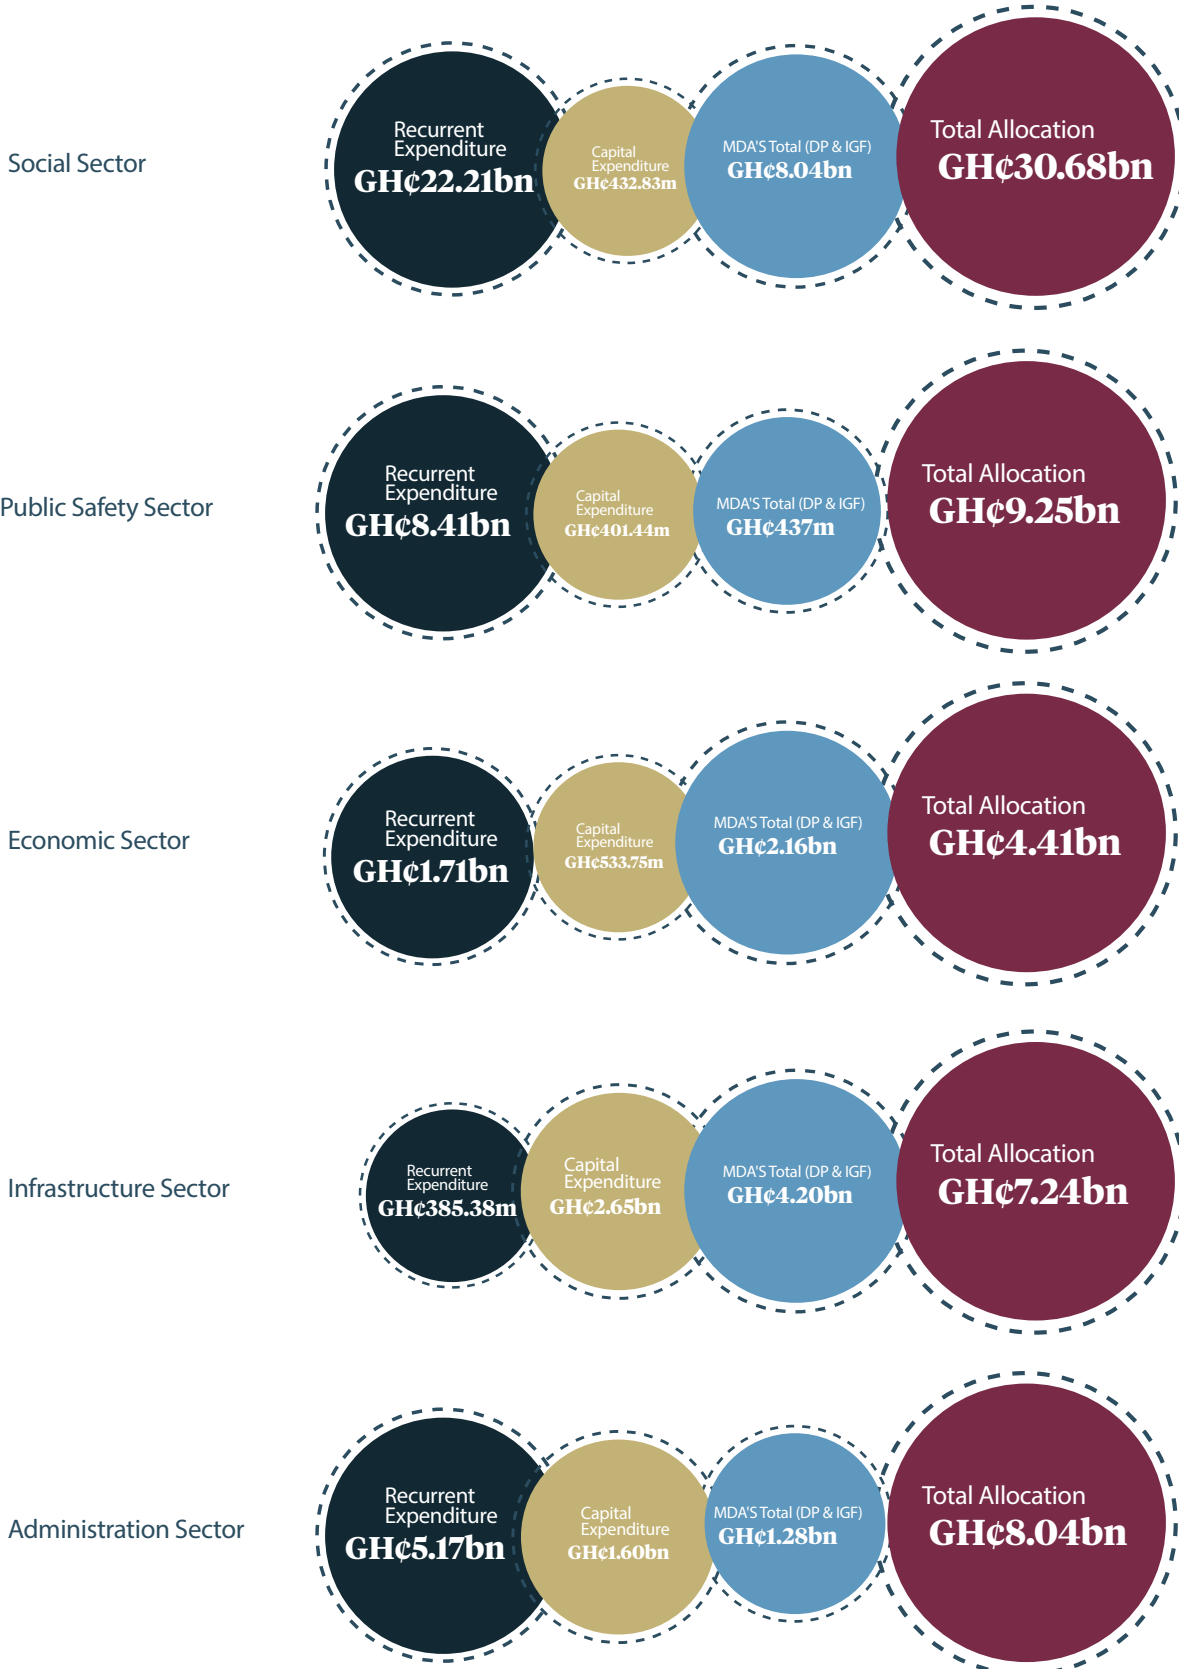 Social Sector
Recurrent
Expenditure
GH¢22.21bn
Capital
Expenditure
GH¢432.83m
MDA'S Total (DP & IGF)
GH¢8.04bn
Total Allocation
GH¢30.68bn
Public Safety Sector
Recurrent
Expenditure
GH¢8.41bn
Capital
Expenditure
GH¢401.44m
MDA'S Total (DP & IGF)
GH¢437m
Total Allocation
GH¢9.25bn
Economic Sector
Recurrent
Expenditure
GH¢1.71bn
Capital
Expenditure
GH¢533.75m
MDA'S Total (DP & IGF)
GH¢2.16bn
Total Allocation
GH¢4.41bn
Infrastructure Sector
Recurrent
Expenditure
GH¢385.38m
Capital
Expenditure
GH¢2.65bn
MDA'S Total (DP & IGF)
GH¢4.20bn
Total Allocation
GH¢7.24bn
Administration Sector
Recurrent
Expenditure
GH¢5.17bn
Capital
Expenditure
GH¢1.60bn
MDA'S Total (DP & IGF)
GH¢1.28bn
Total Allocation
GH¢8.04bn